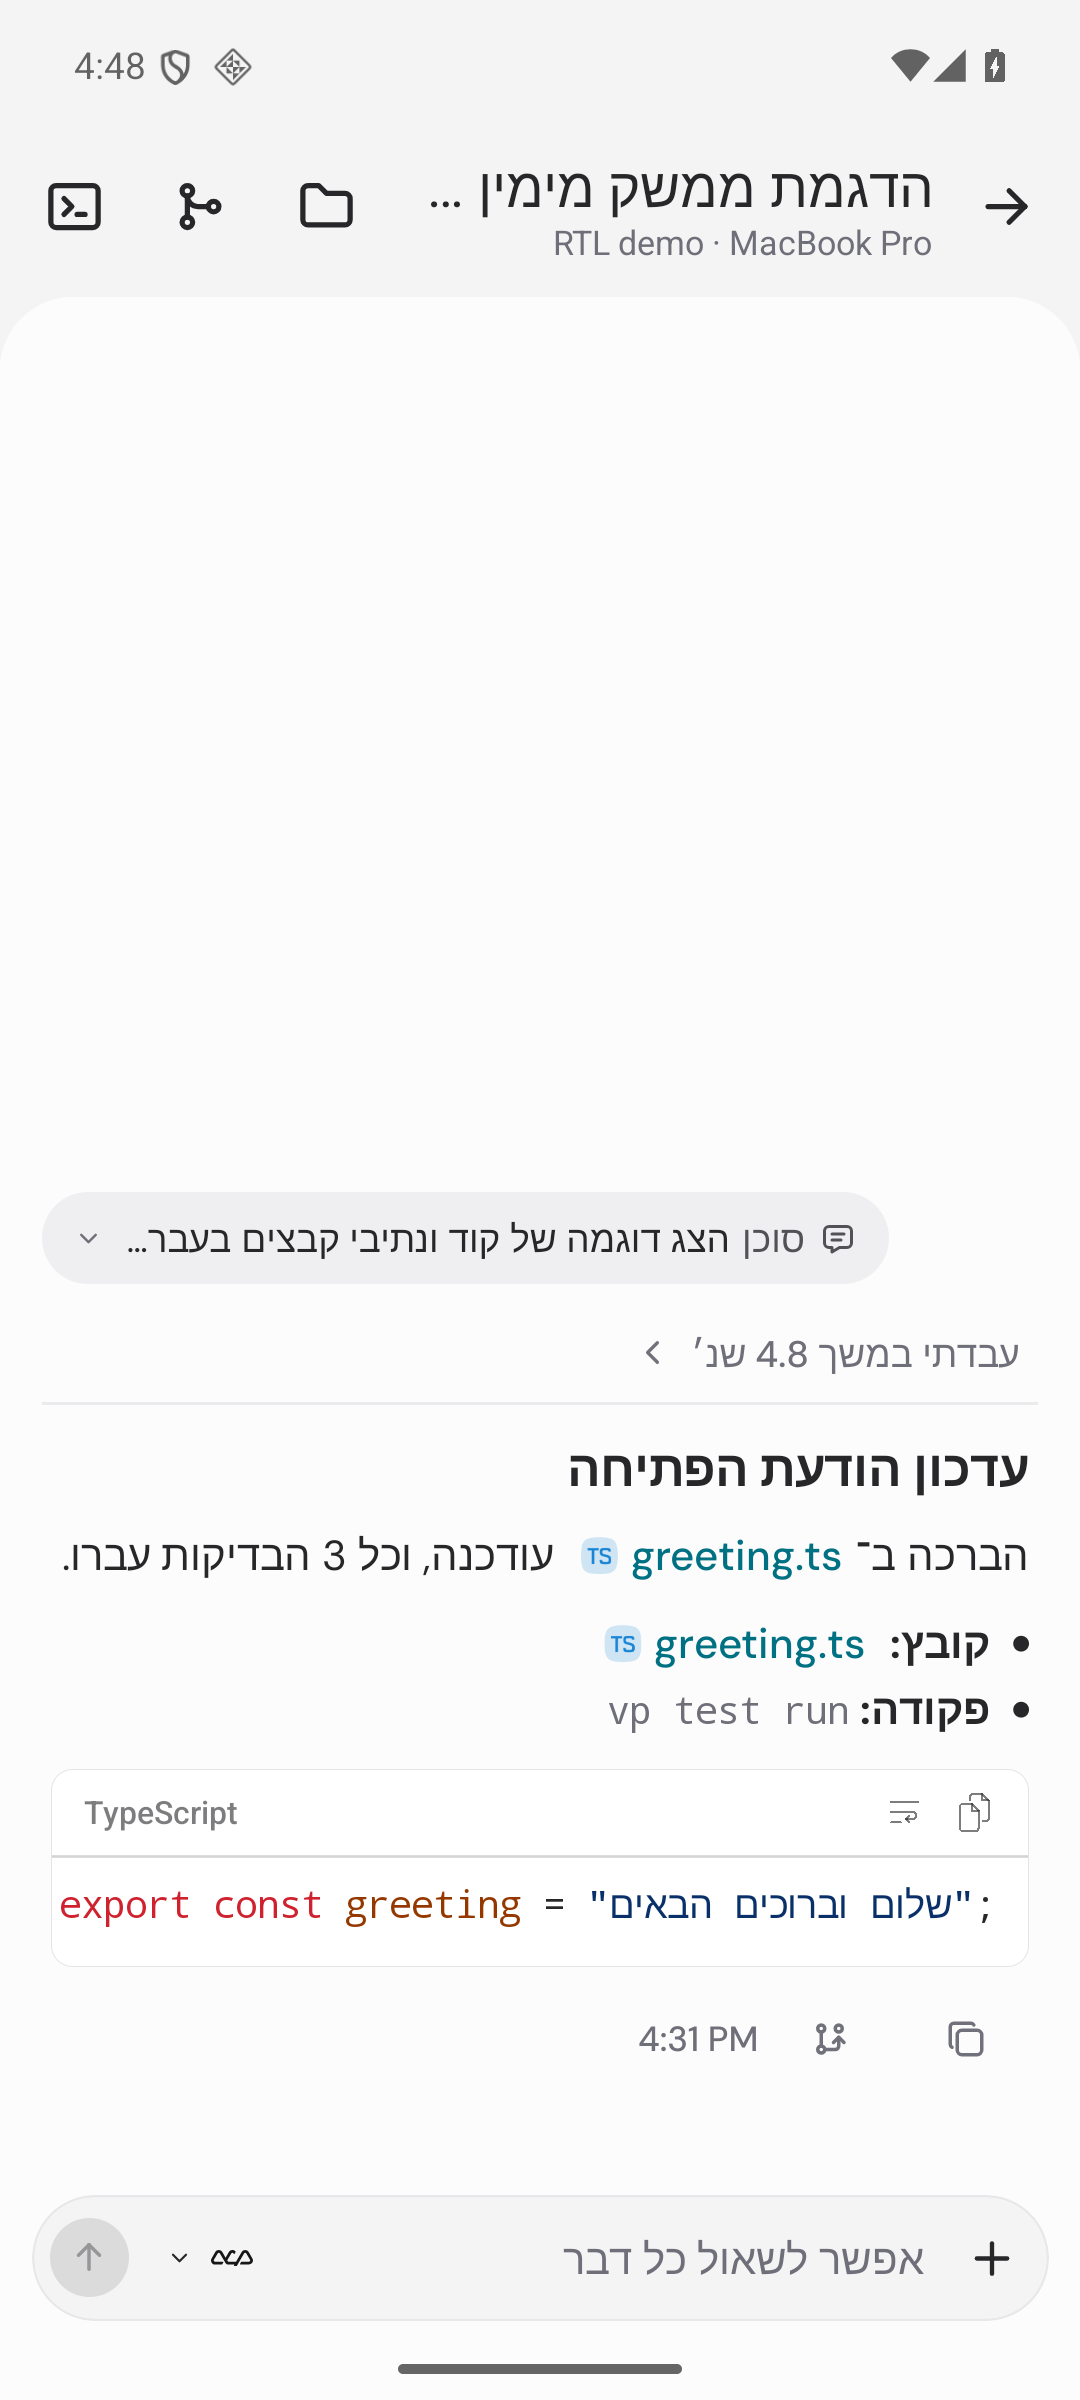 4:48
הדגמת ממשק מימין ...
RTL demo · MacBook Pro
סוכן הצג דוגמה של קוד ונתיבי קבצים בעבר...
עבדתי במשך 4.8 שנ׳
עדכון הודעת הפתיחה
הברכה ב־ greeting.ts TS עודכנה, וכל 3 הבדיקות עברו.
• קובץ: greeting.ts TS
• פקודה: vp test run
TypeScript
export const greeting = "שלום וברוכים הבאים";
4:31 PM
אפשר לשאול כל דבר